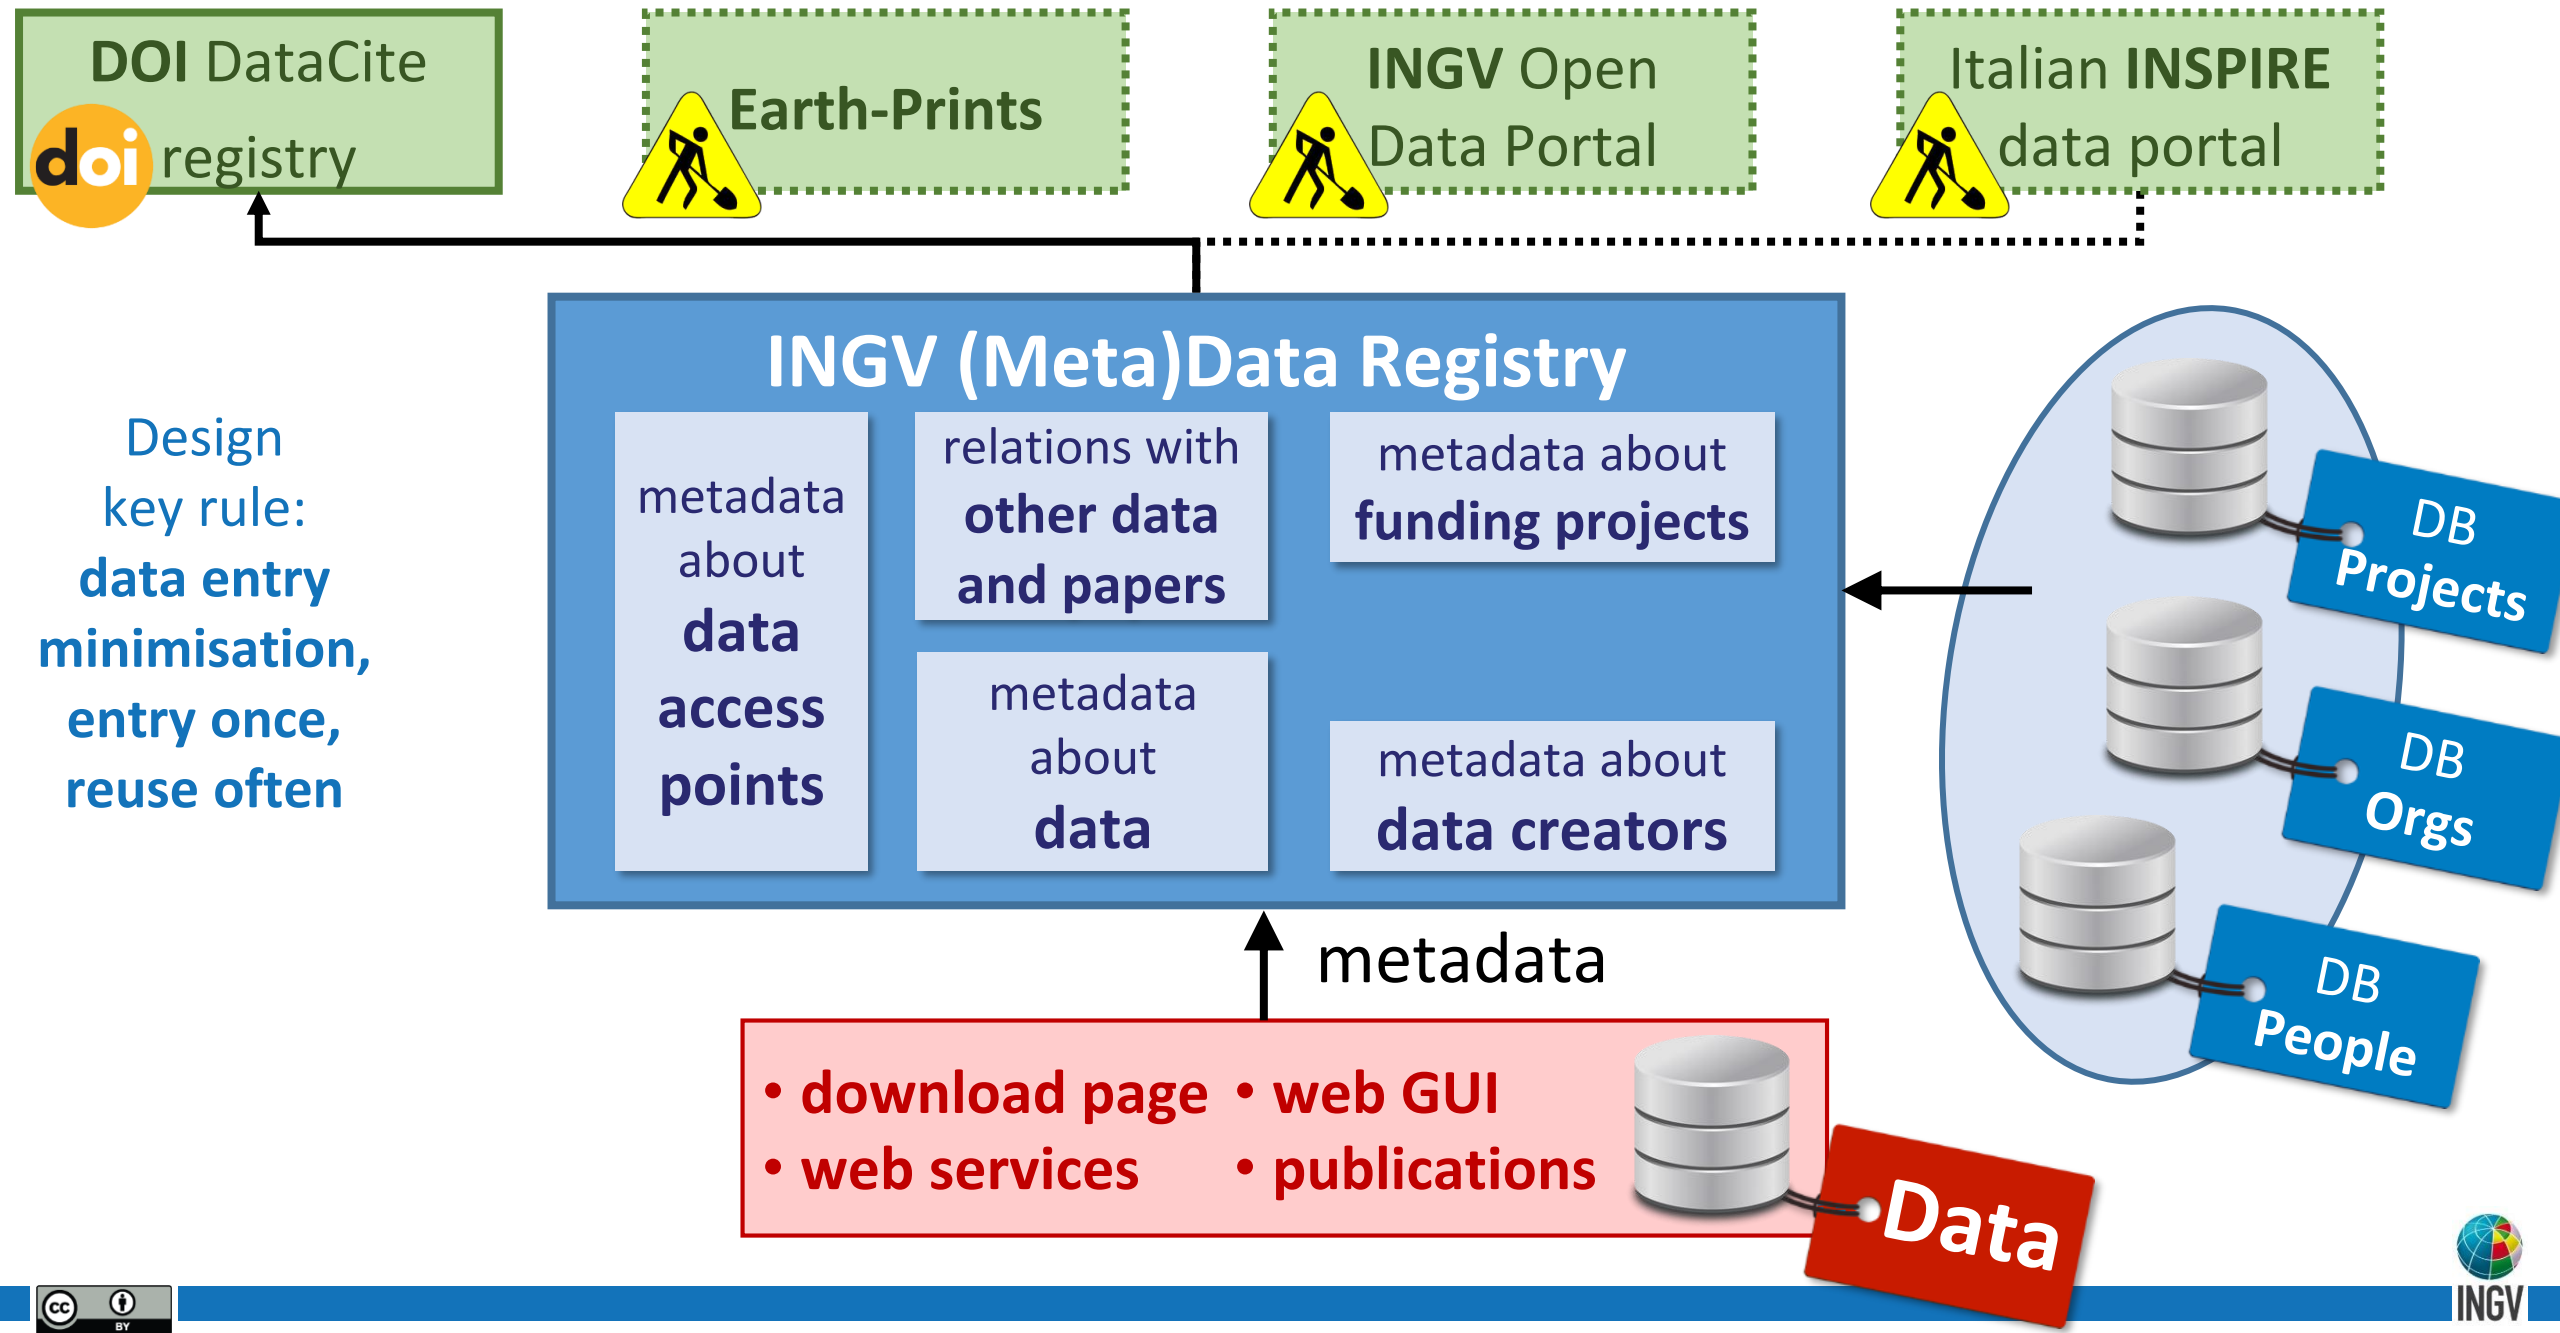 DOI DataCite
doi registry
Earth-Prints
INGV Open
Data Portal
Italian INSPIRE
data portal
Design
key rule:
data entry
minimisation,
entry once,
reuse often
INGV (Meta)Data Registry
metadata
about
data
access
points
relations with
other data
and papers
metadata
about
data
metadata about
funding projects
metadata about
data creators
DB
Projects
DB
Orgs
DB
People
metadata
• download page
• web services
• web GUI
• publications
Data
cc
BY
INGV